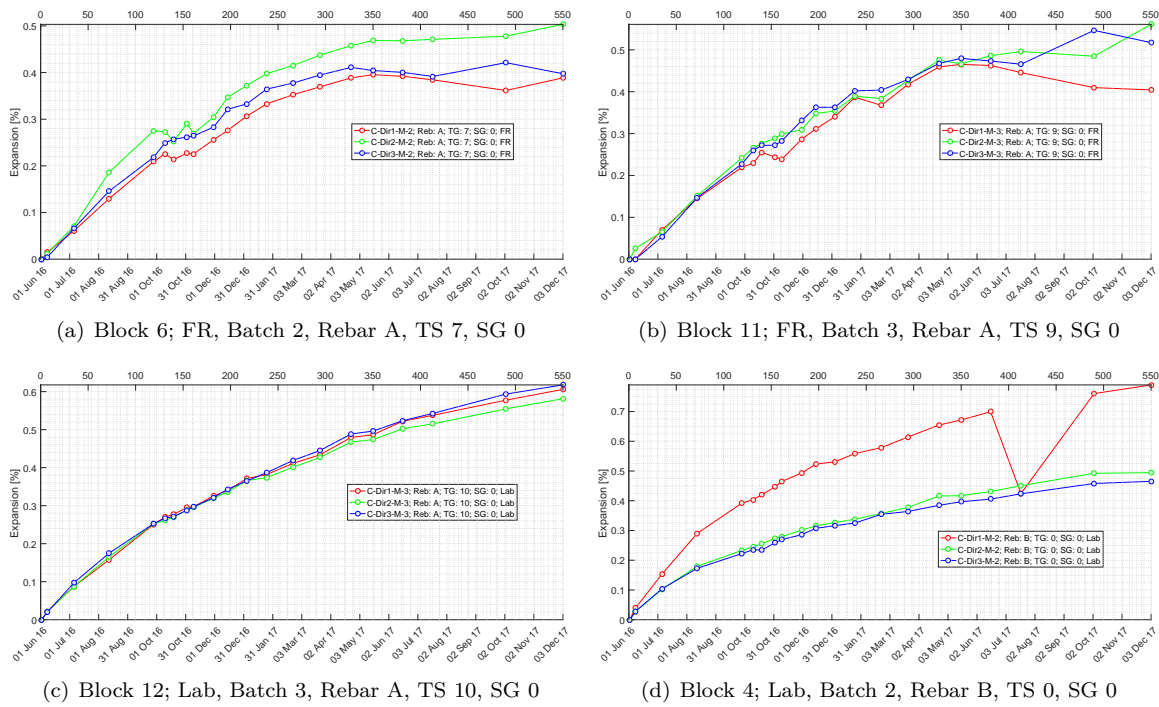 0 50 100 150 200 250 300 350 400 450 500 550
0.5
0.4
0.3
0.2
0.1
0
Expansion [%]
C-Dir1-M-2; Reb: A; TG: 7; SG: 0; FR
C-Dir2-M-2; Reb: A; TG: 7; SG: 0; FR
C-Dir3-M-2; Reb: A; TG: 7; SG: 0; FR
01 Jun 16 01 Jul 16 01 Aug 16 31 Aug 16 01 Oct 16 31 Oct 16 01 Dec 16 31 Dec 16 31 Jan 17 02 Mar 17 02 Apr 17 03 May 17 03 Jun 17 03 Jul 17 02 Aug 17 02 Sep 17 02 Oct 17 02 Nov 17 03 Dec 17
(a) Block 6; FR, Batch 2, Rebar A, TS 7, SG 0
0 50 100 150 200 250 300 350 400 450 500 550
0.5
0.4
0.3
0.2
0.1
0
Expansion [%]
C-Dir1-M-3; Reb: A; TG: 9; SG: 0; FR
C-Dir2-M-3; Reb: A; TG: 9; SG: 0; FR
C-Dir3-M-3; Reb: A; TG: 9; SG: 0; FR
01 Jun 16 01 Jul 16 01 Aug 16 31 Aug 16 01 Oct 16 31 Oct 16 01 Dec 16 31 Dec 16 31 Jan 17 03 Mar 17 02 Apr 17 03 May 17 02 Jun 17 03 Jul 17 02 Aug 17 02 Sep 17 02 Oct 17 02 Nov 17 03 Dec 17
(b) Block 11; FR, Batch 3, Rebar A, TS 9, SG 0
0 50 100 150 200 250 300 350 400 450 500 550
0.6
0.5
0.4
0.3
0.2
0.1
0
Expansion [%]
C-Dir1-M-3; Reb: A; TG: 10; SG: 0; Lab
C-Dir2-M-3; Reb: A; TG: 10; SG: 0; Lab
C-Dir3-M-3; Reb: A; TG: 10; SG: 0; Lab
01 Jun 16 01 Jul 16 01 Aug 16 31 Aug 16 01 Oct 16 31 Oct 16 01 Dec 16 31 Dec 16 31 Jan 17 03 Mar 17 02 Apr 17 03 May 17 02 Jun 17 03 Jul 17 02 Aug 17 02 Sep 17 02 Oct 17 02 Nov 17 03 Dec 17
(c) Block 12; Lab, Batch 3, Rebar A, TS 10, SG 0
0 50 100 150 200 250 300 350 400 450 500 550
0.7
0.6
0.5
0.4
0.3
0.2
0.1
0
Expansion [%]
C-Dir1-M-2; Reb: B; TG: 0; SG: 0; Lab
C-Dir2-M-2; Reb: B; TG: 0; SG: 0; Lab
C-Dir3-M-2; Reb: B; TG: 0; SG: 0; Lab
01 Jun 16 01 Jul 16 01 Aug 16 31 Aug 16 01 Oct 16 31 Oct 16 01 Dec 16 31 Dec 16 31 Jan 17 03 Mar 17 02 Apr 17 03 May 17 02 Jun 17 03 Jul 17 02 Aug 17 02 Sep 17 02 Oct 17 02 Nov 17 03 Dec 17
(d) Block 4; Lab, Batch 2, Rebar B, TS 0, SG 0